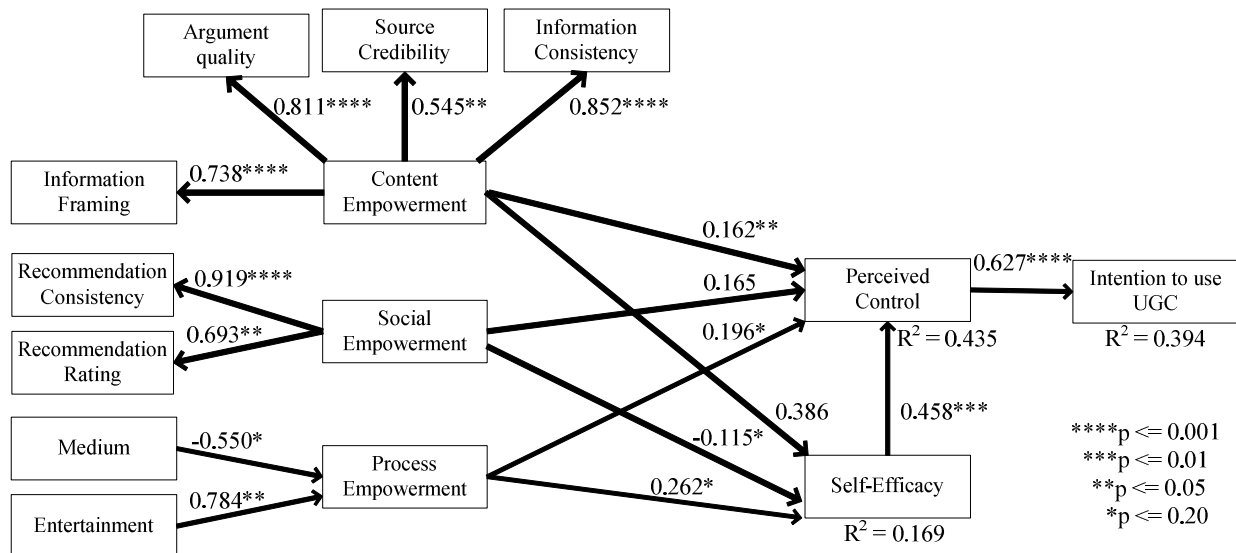 Argument
quality
Source
Credibility
Information
Consistency
0.811****
0.545**
0.852****
Information
Framing
0.738****
Content
Empowerment
0.162**
Recommendation
Consistency
0.919****
Social
Empowerment
0.165
Perceived
Control
0.627****
Intention to use
UGC
Recommendation
Rating
0.693**
0.196*
R² = 0.435
R² = 0.394
Medium
-0.550*
Process
Empowerment
0.386
-0.115*
0.458***
Entertainment
0.784**
0.262*
Self-Efficacy
R² = 0.169
****p <= 0.001
***p <= 0.01
**p <= 0.05
*p <= 0.20